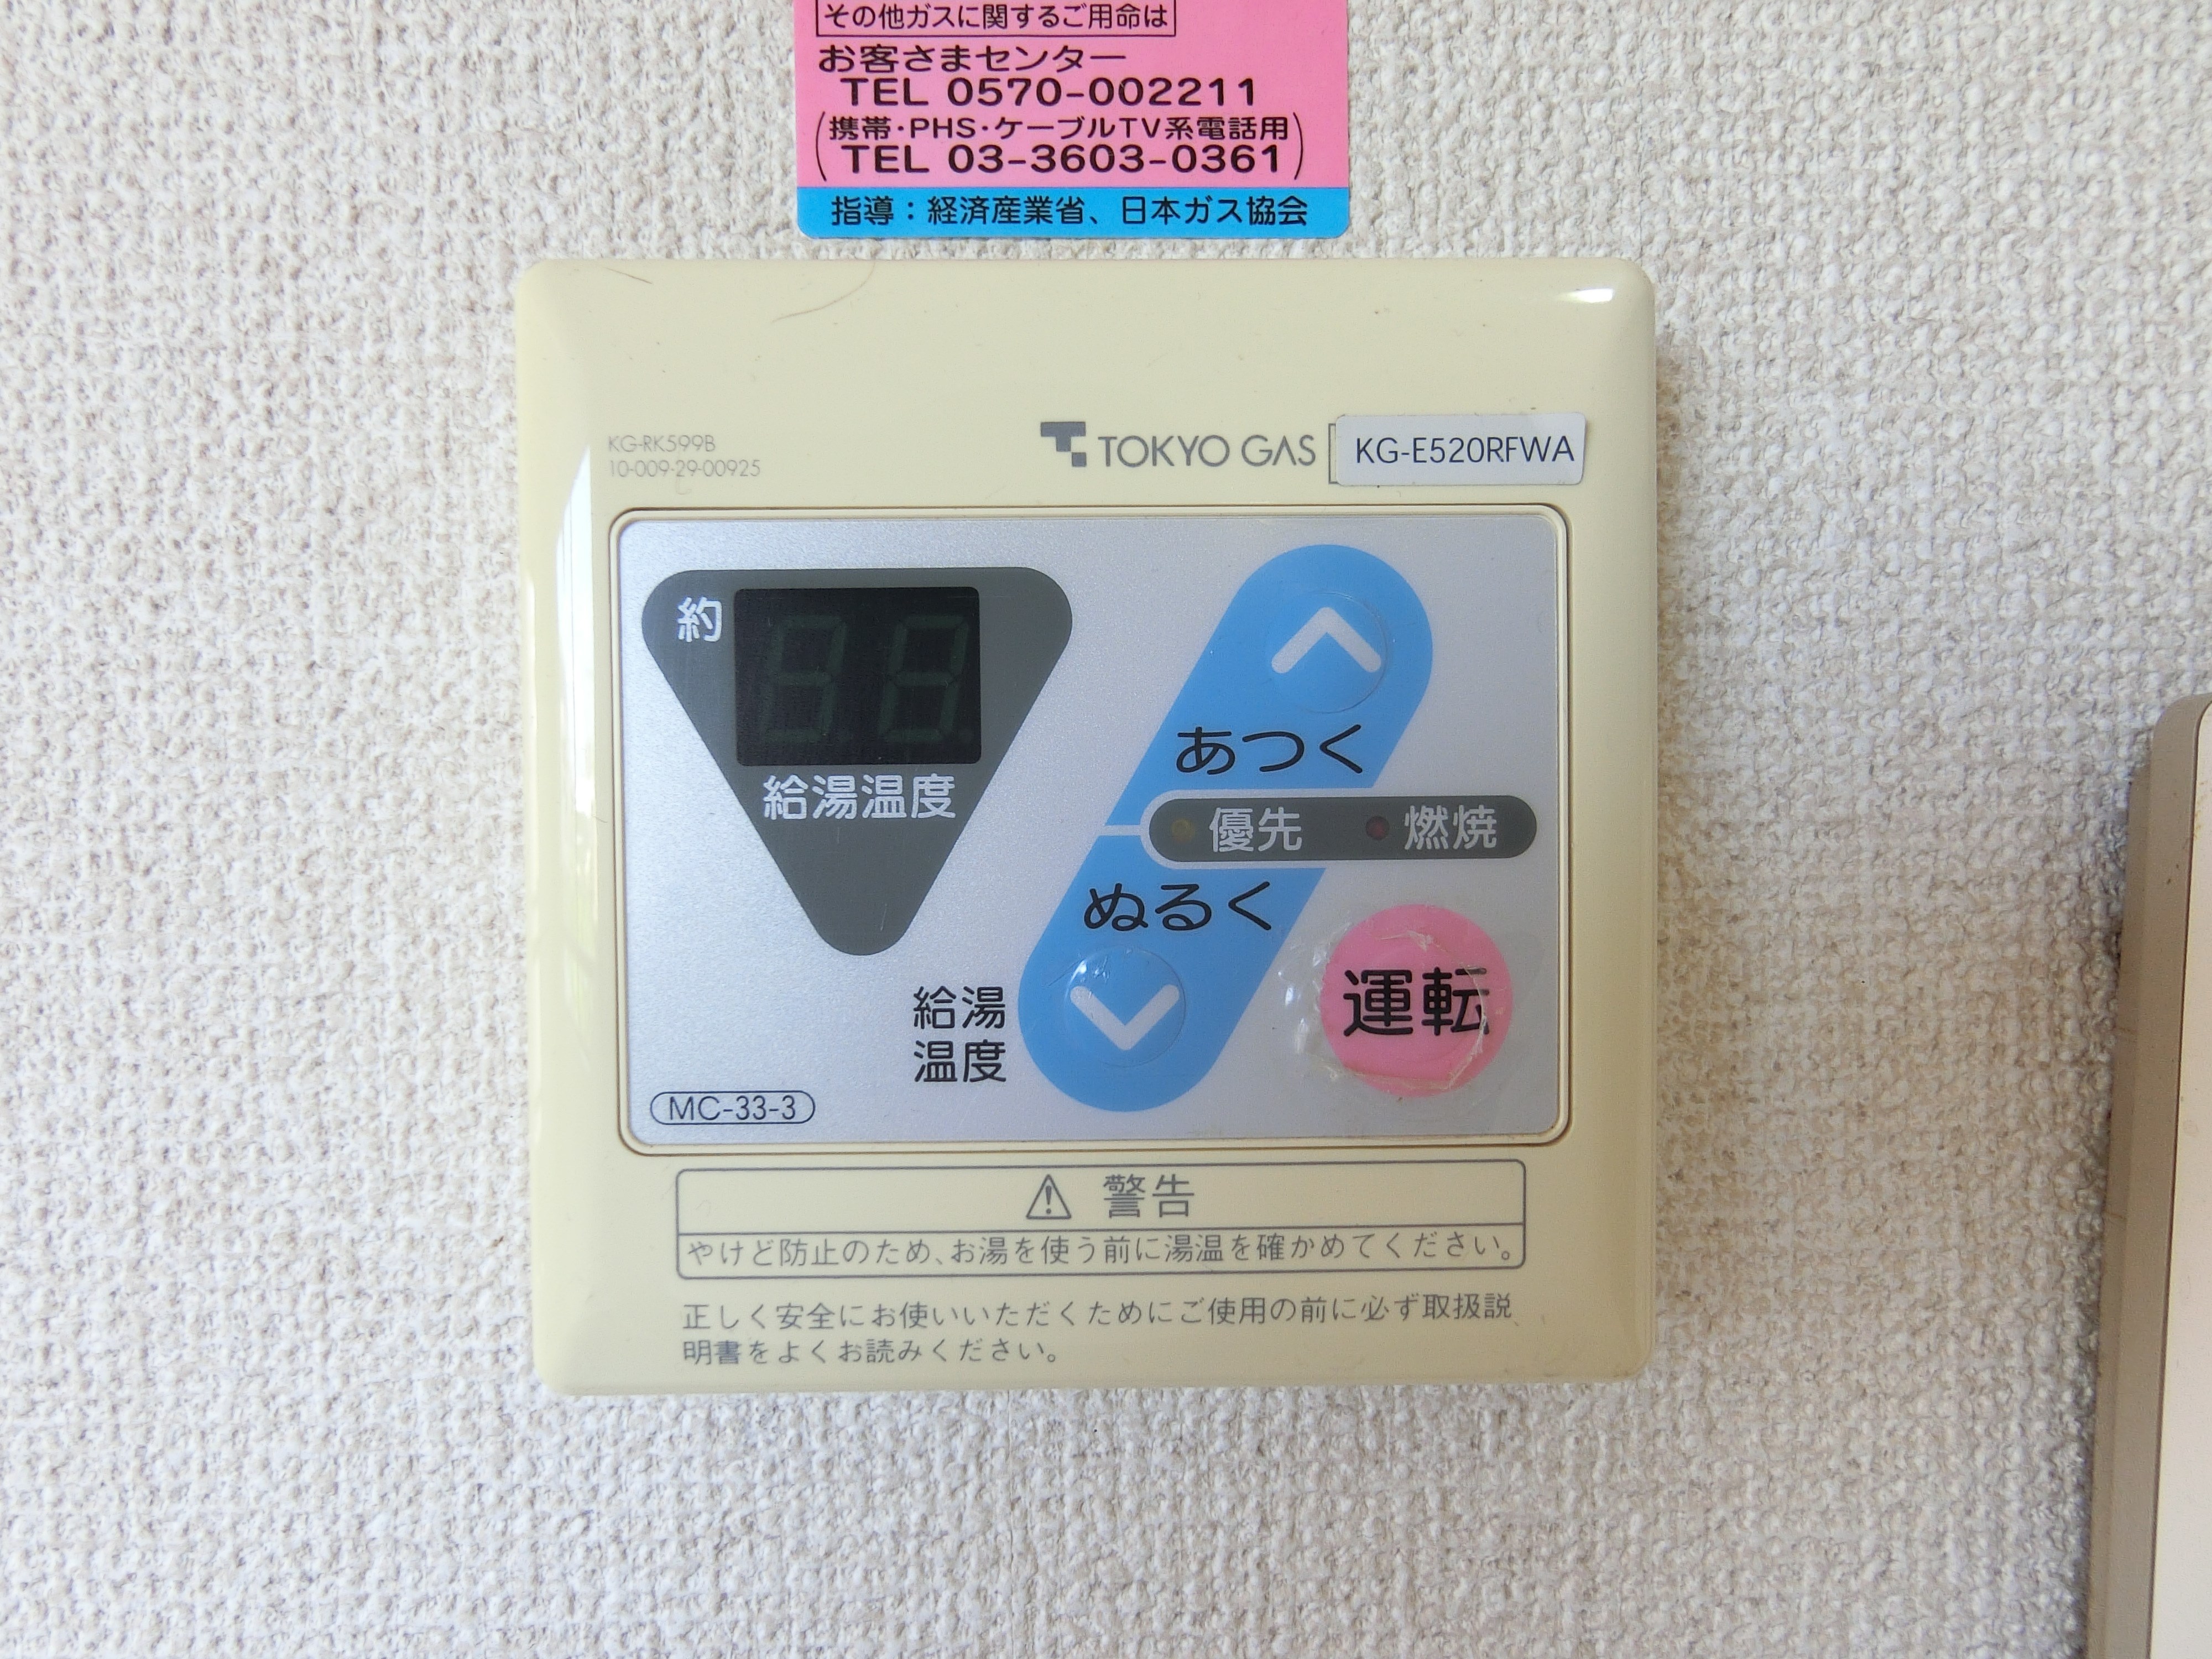 その他ガスに関するご用命は
お客さまセンター
TEL 0570-002211
(携帯・PHS・ケーブルTV系電話用)
(TEL 03-3603-0361)
指導：経済産業省、日本ガス協会
KG-RK599B
10-009-29-00925
TOKYO GAS
KG-E520RFWA
約
給湯温度
あつく
優先 燃焼
ぬるく
給湯
温度
運転
MC-33-3
⚠ 警告
やけど防止のため、お湯を使う前に湯温を確かめてください。
正しく安全にお使いいただくためにご使用の前に必ず取扱説
明書をよくお読みください。